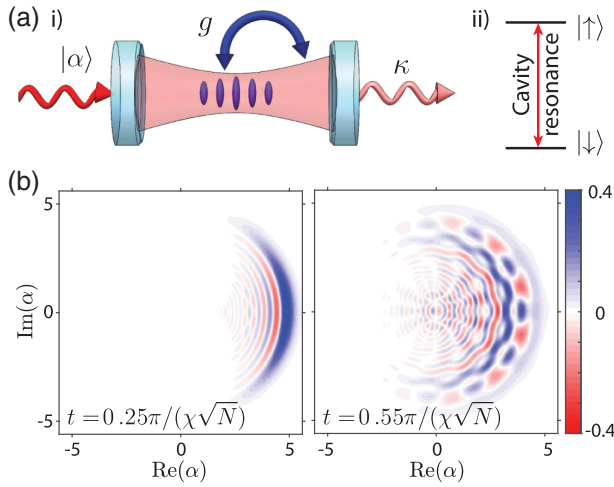 (a) i)
g
ii)
|α⟩
κ
Cavity
resonance
|↑⟩
|↓⟩
(b)
5
0
-5
Im(α)
t = 0.25π/(χ√N)
-5 0 5
Re(α)
t = 0.55π/(χ√N)
-5 0 5
Re(α)
0.4
0
-0.4